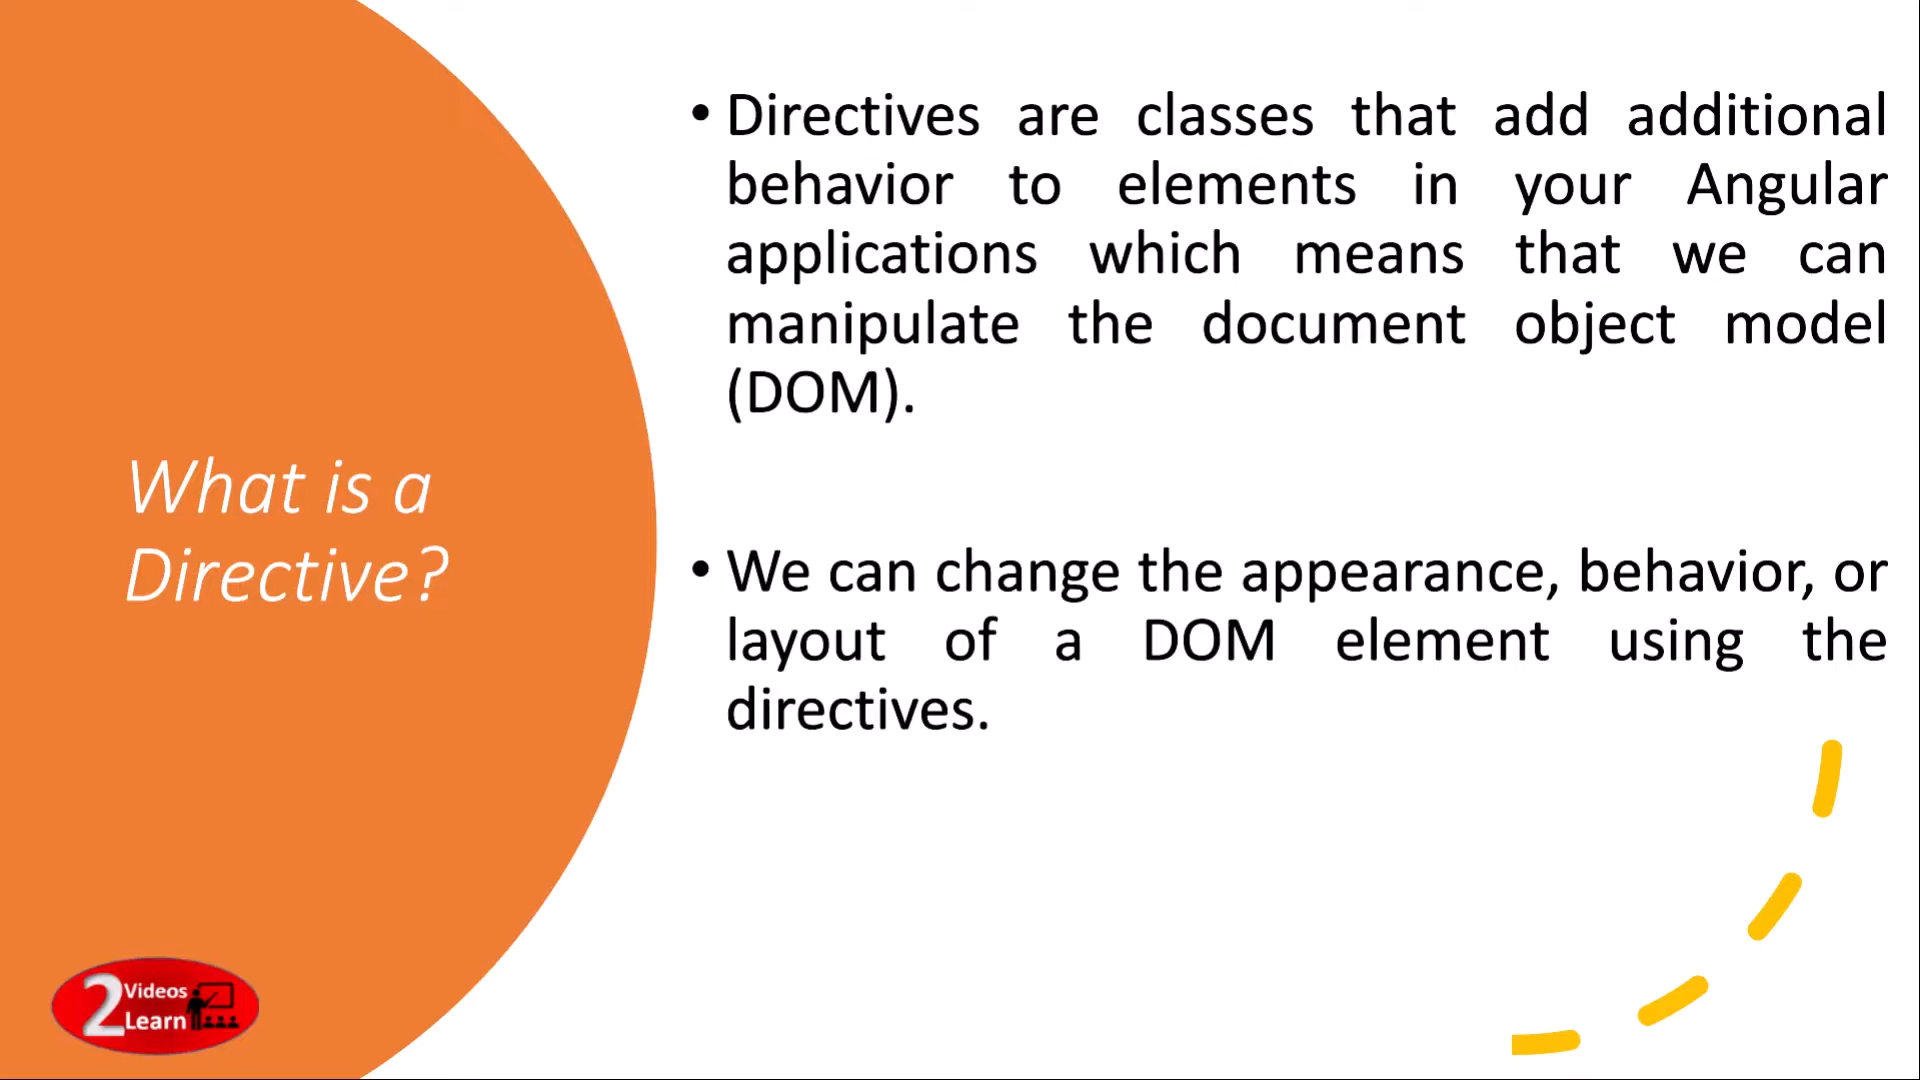 What is a
Directive?
• Directives are classes that add additional
behavior to elements in your Angular
applications which means that we can
manipulate the document object model
(DOM).
• We can change the appearance, behavior, or
layout of a DOM element using the
directives.
2 Videos
Learn